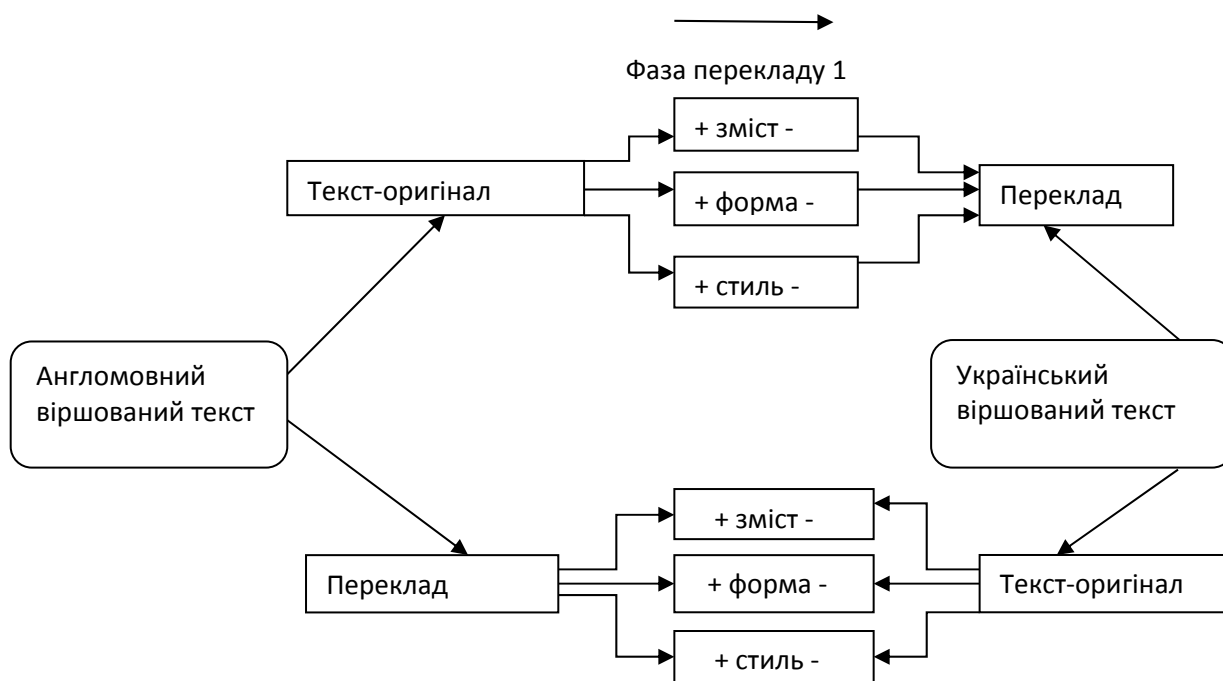 Фаза перекладу 1
+ зміст -
Текст-оригінал
+ форма -
Переклад
+ стиль -
Англомовний
віршований текст
Український
віршований текст
+ зміст -
Переклад
+ форма -
Текст-оригінал
+ стиль -